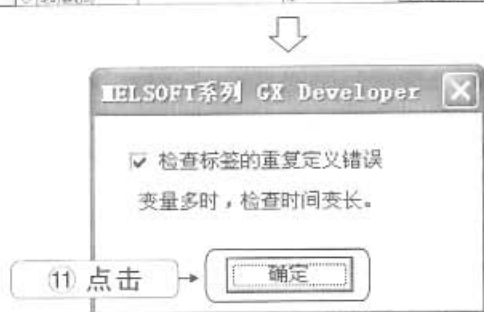 MELSOFT系列 GX Developer
检查标签的重复定义错误
变量多时，检查时间变长。
⑪ 点击
确定